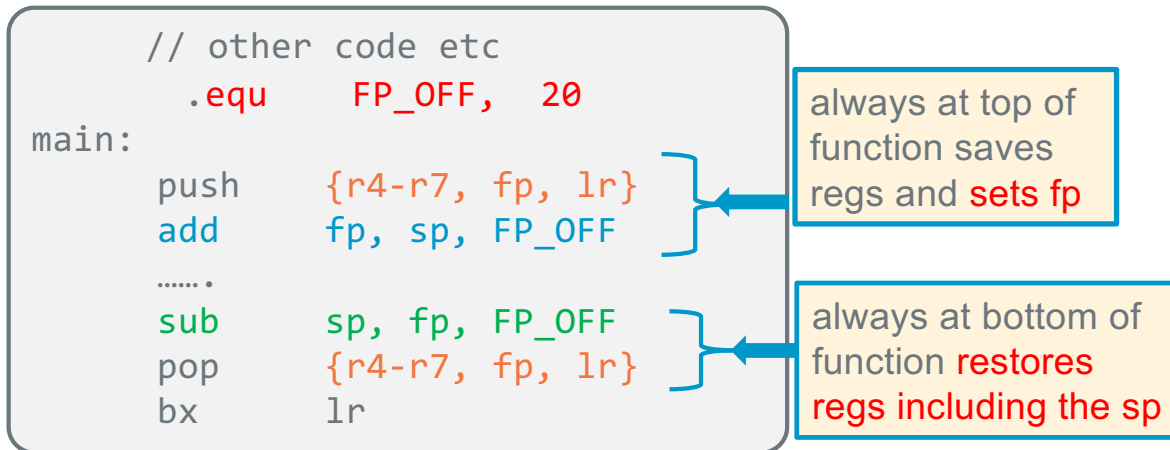 // other code etc
.equ FP_OFF, 20
main:
push {r4-r7, fp, lr}
add fp, sp, FP_OFF
…….
sub sp, fp, FP_OFF
pop {r4-r7, fp, lr}
bx lr
always at top of
function saves
regs and sets fp
always at bottom of
function restores
regs including the sp